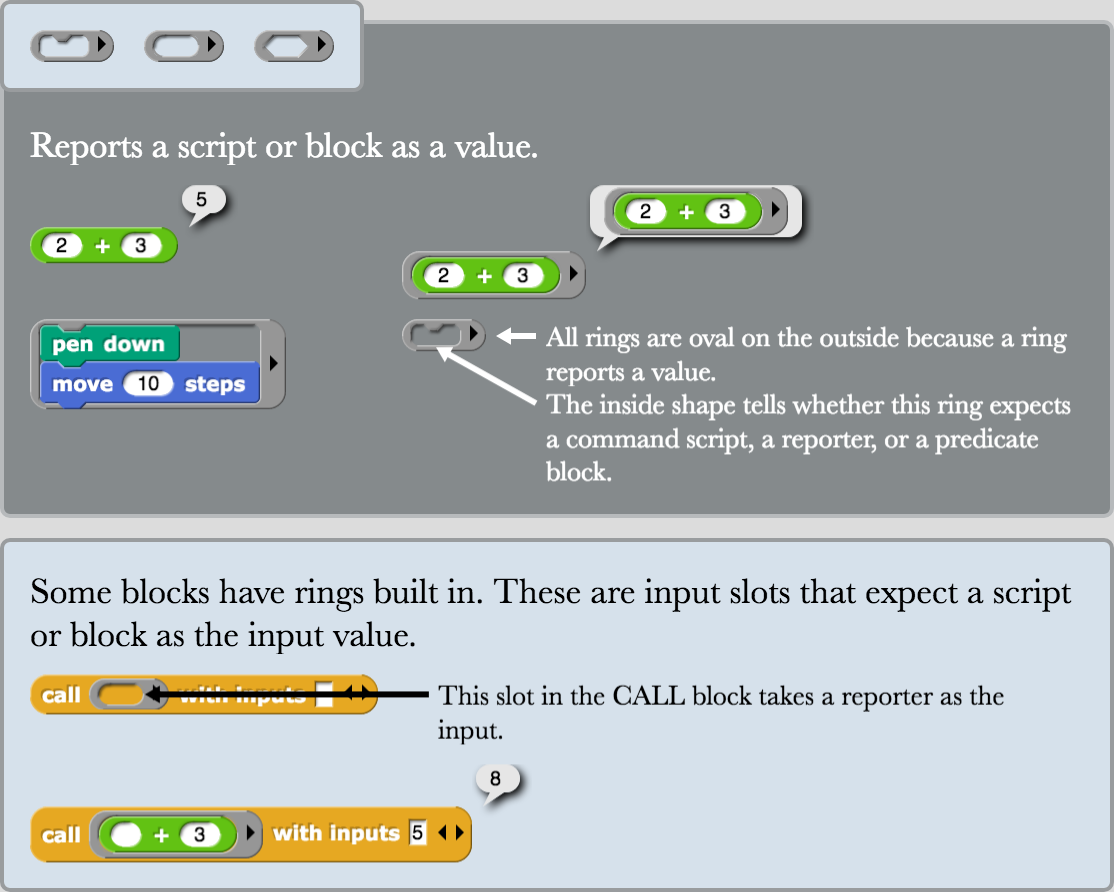 Reports a script or block as a value.
5
2 + 3
2 + 3
2 + 3
pen down
move 10 steps
All rings are oval on the outside because a ring
reports a value.
The inside shape tells whether this ring expects
a command script, a reporter, or a predicate
block.
Some blocks have rings built in. These are input slots that expect a script
or block as the input value.
call with inputs
This slot in the CALL block takes a reporter as the
input.
8
call + 3 with inputs 5